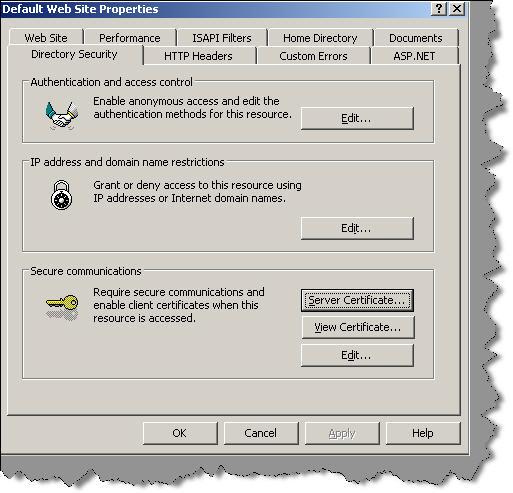 Default Web Site Properties
Web Site Performance ISAPI Filters Home Directory Documents
Directory Security HTTP Headers Custom Errors ASP.NET
Authentication and access control
Enable anonymous access and edit the
authentication methods for this resource.
Edit...
IP address and domain name restrictions
Grant or deny access to this resource using
IP addresses or Internet domain names.
Edit...
Secure communications
Require secure communications and
enable client certificates when this
resource is accessed.
Server Certificate...
View Certificate...
Edit...
OK Cancel Apply Help